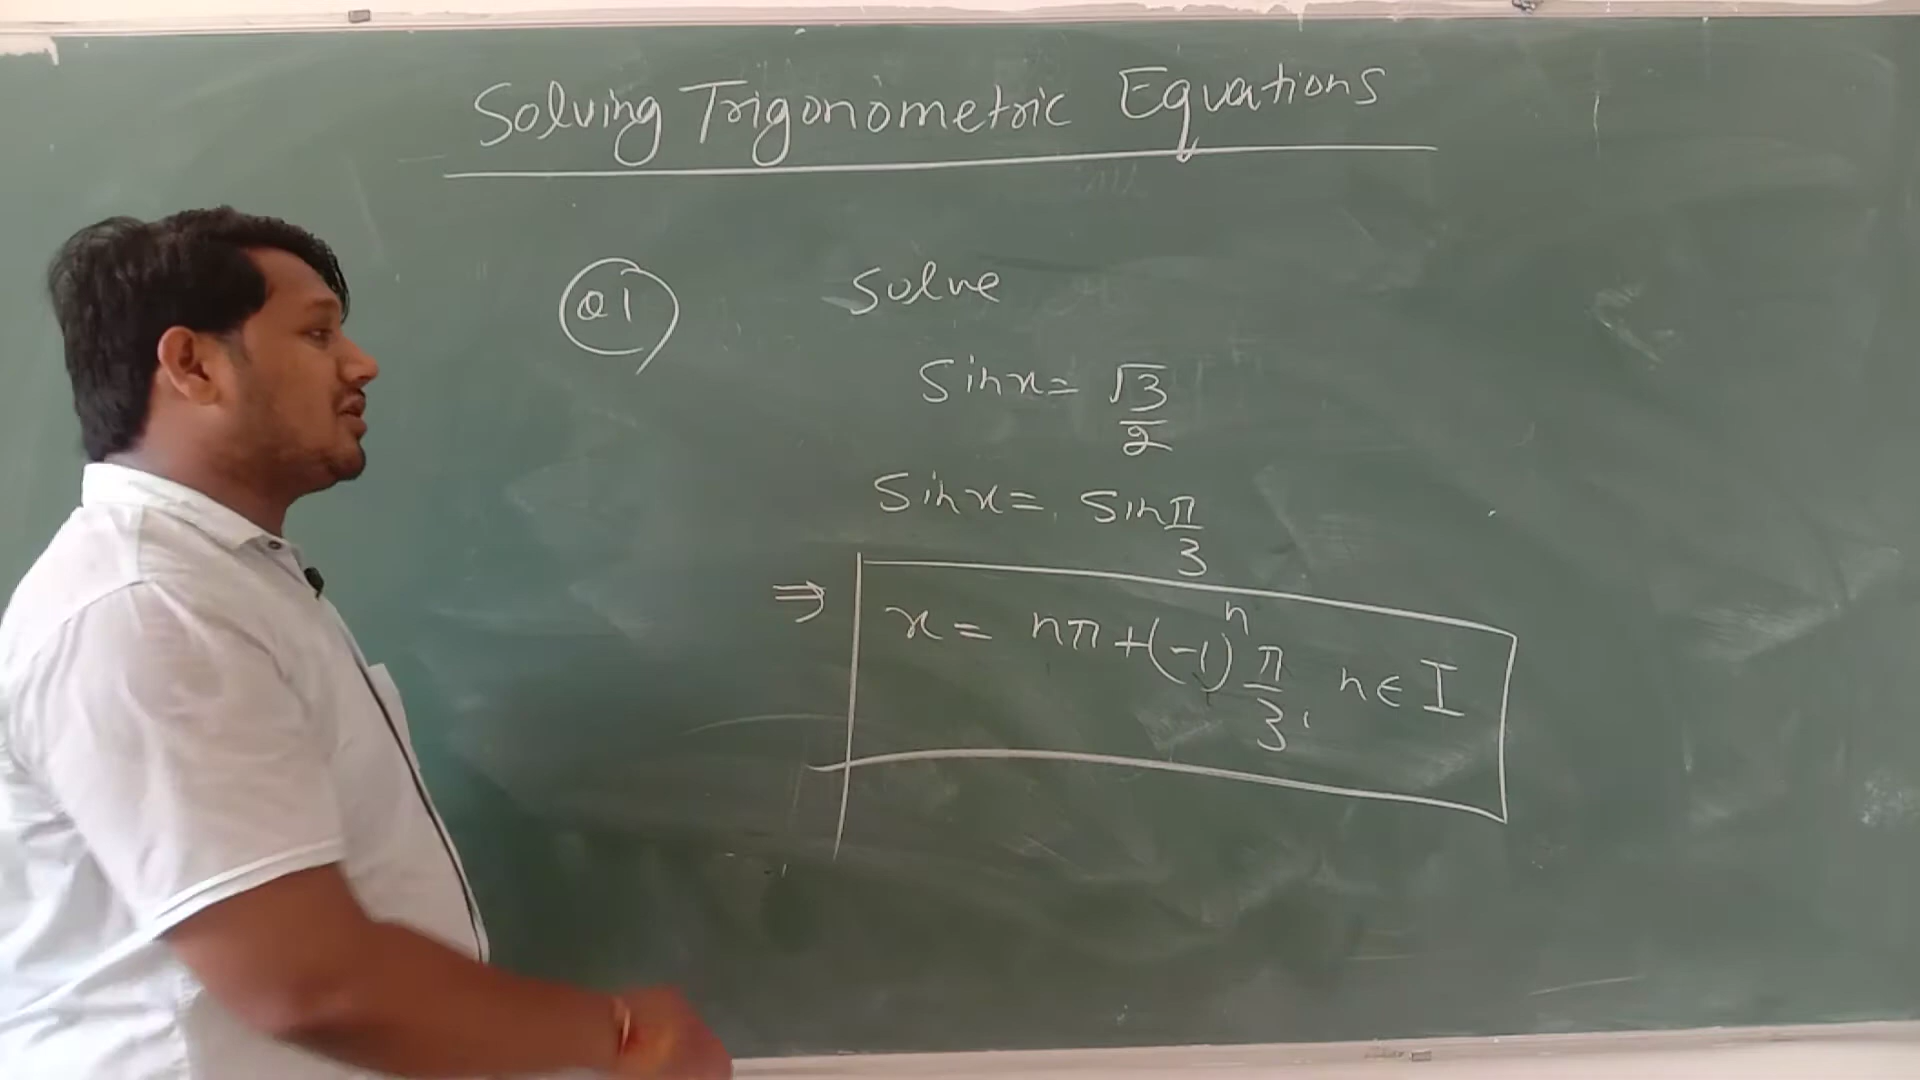 Solving Trigonometric Equations
Q1 Solve
Sinx = √3/2
Sinx = Sin π/3
⇒ x = nπ + (-1)^n π/3, n ∈ I